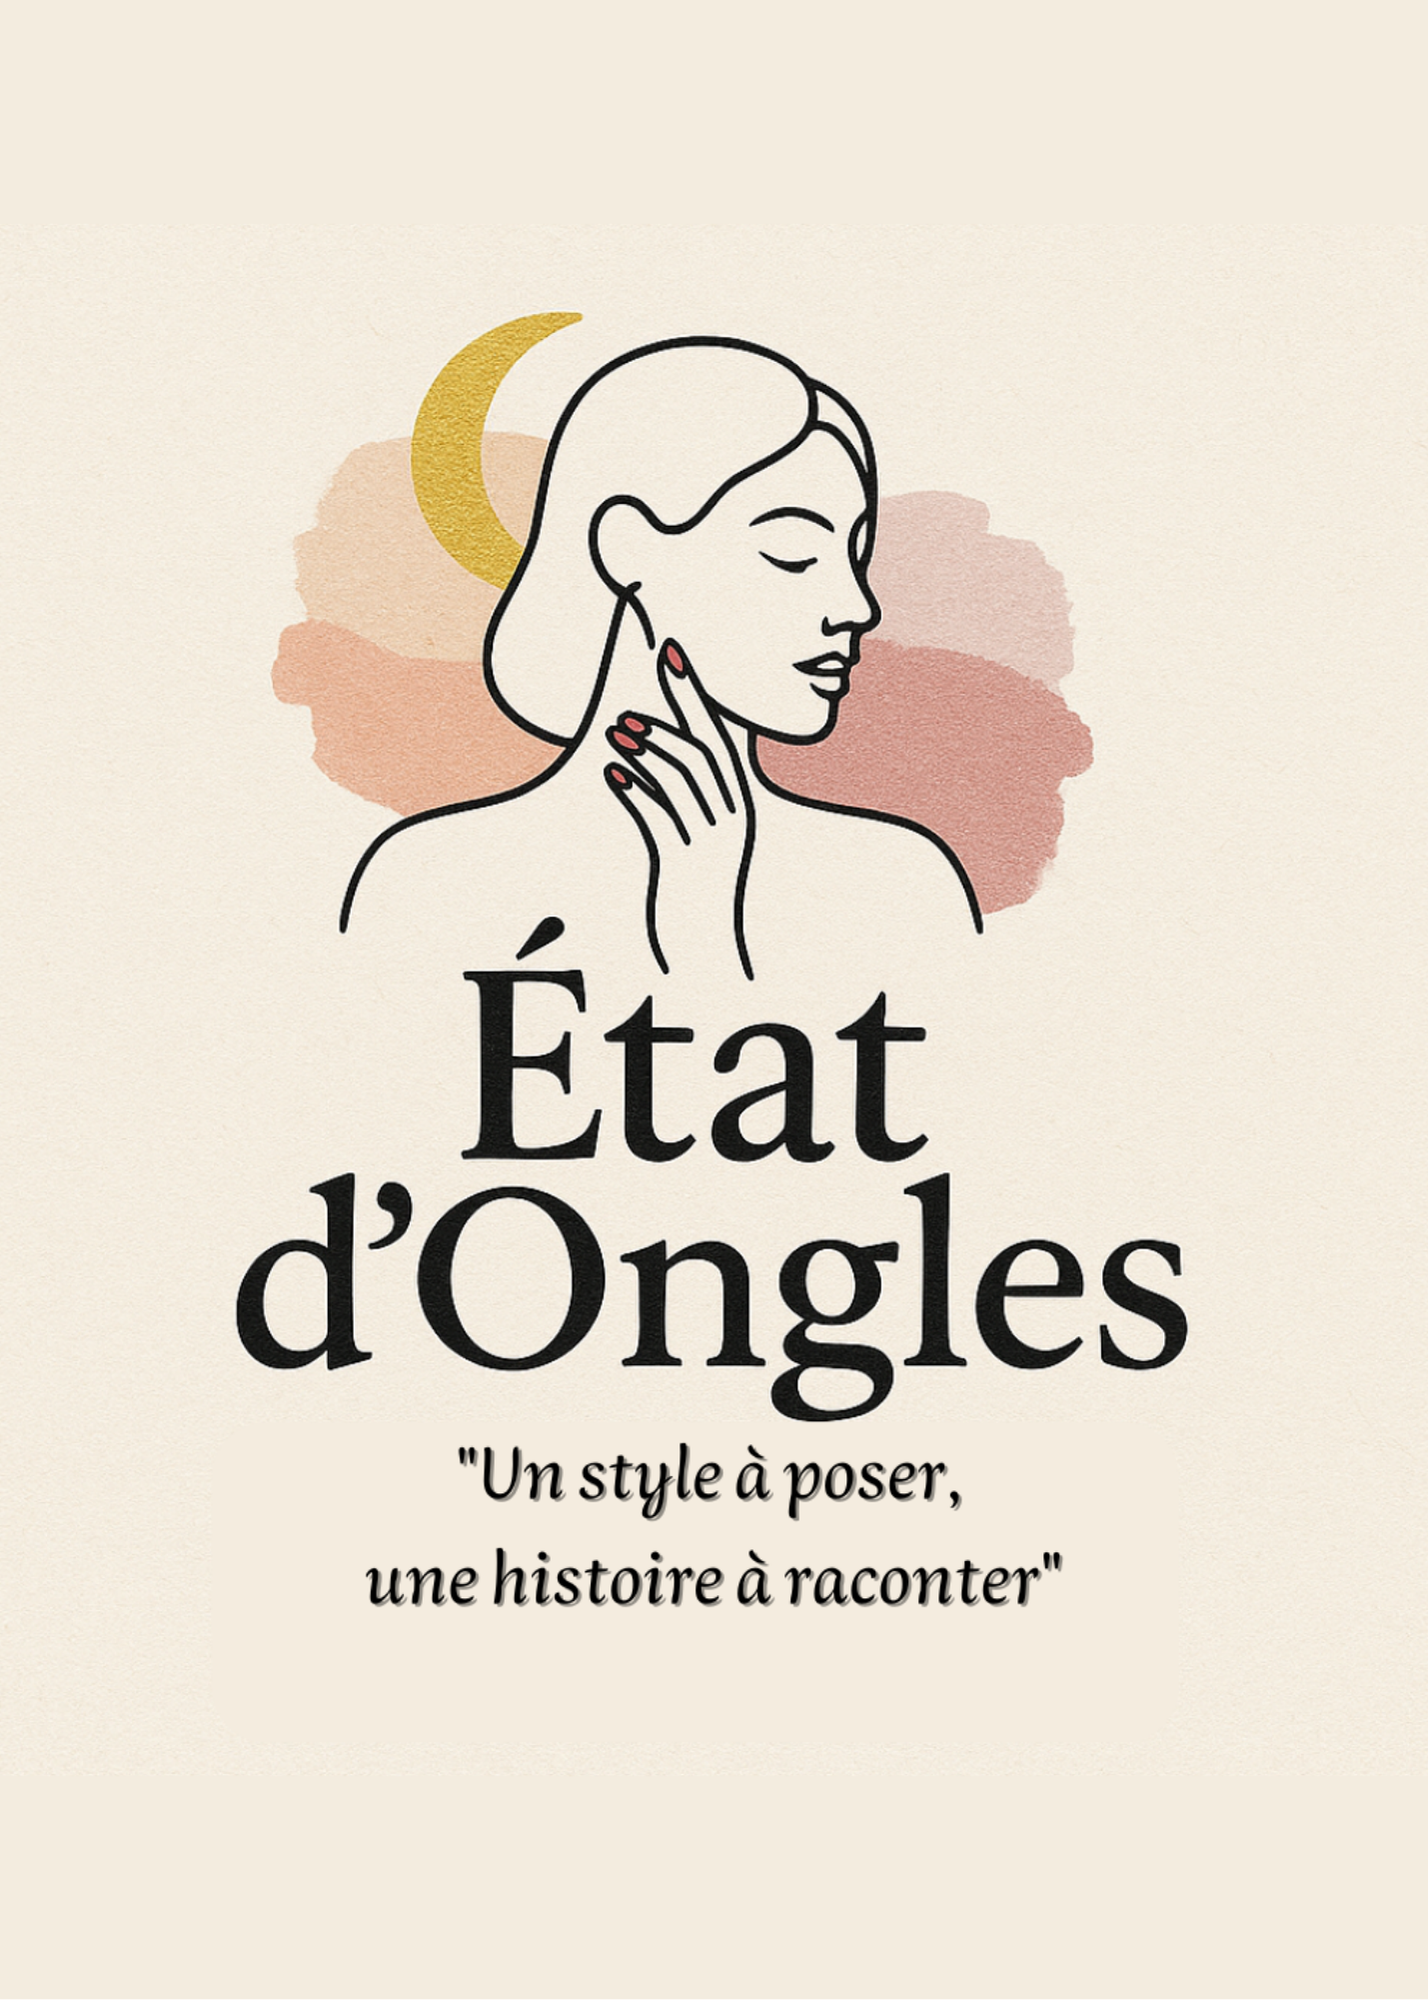 État
d’Ongles
"Un style à poser,
une histoire à raconter"